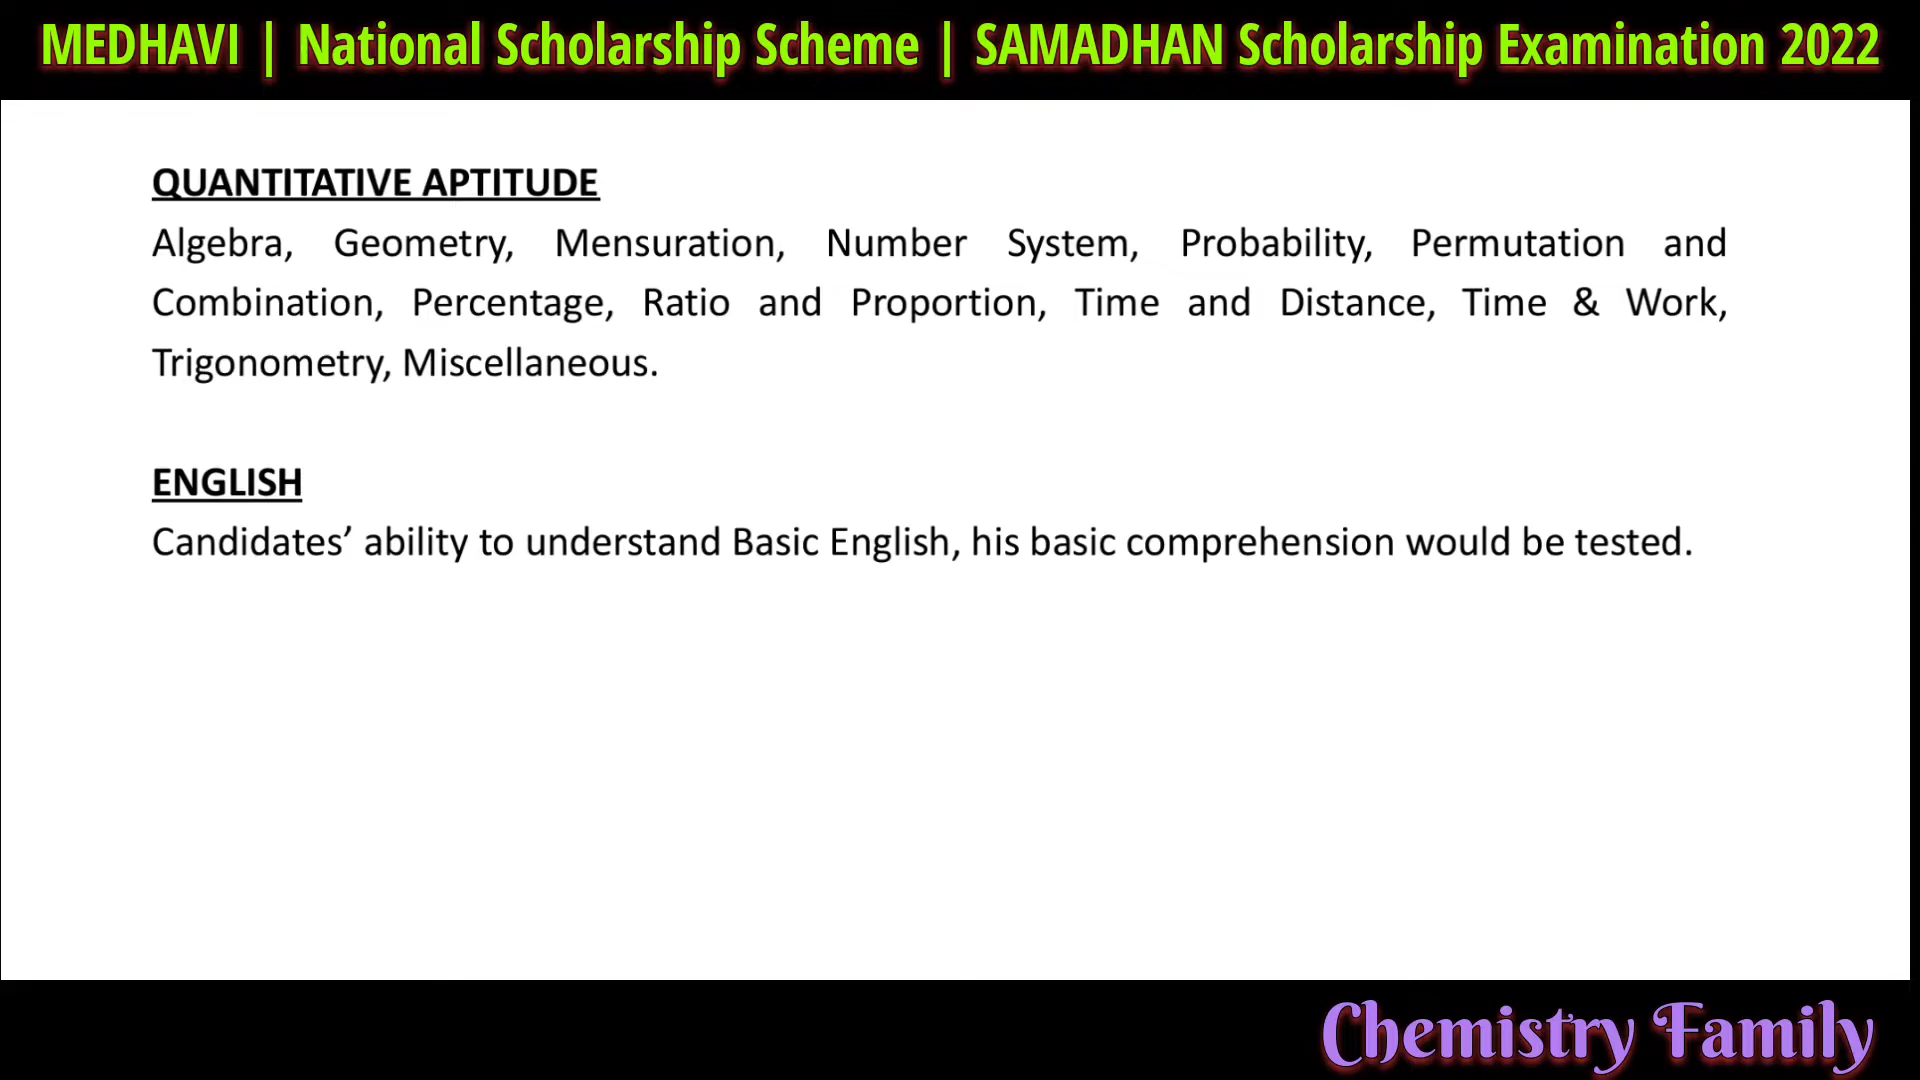 MEDHAVI | National Scholarship Scheme | SAMADHAN Scholarship Examination 2022
QUANTITATIVE APTITUDE
Algebra, Geometry, Mensuration, Number System, Probability, Permutation and
Combination, Percentage, Ratio and Proportion, Time and Distance, Time & Work,
Trigonometry, Miscellaneous.
ENGLISH
Candidates’ ability to understand Basic English, his basic comprehension would be tested.
Chemistry Family